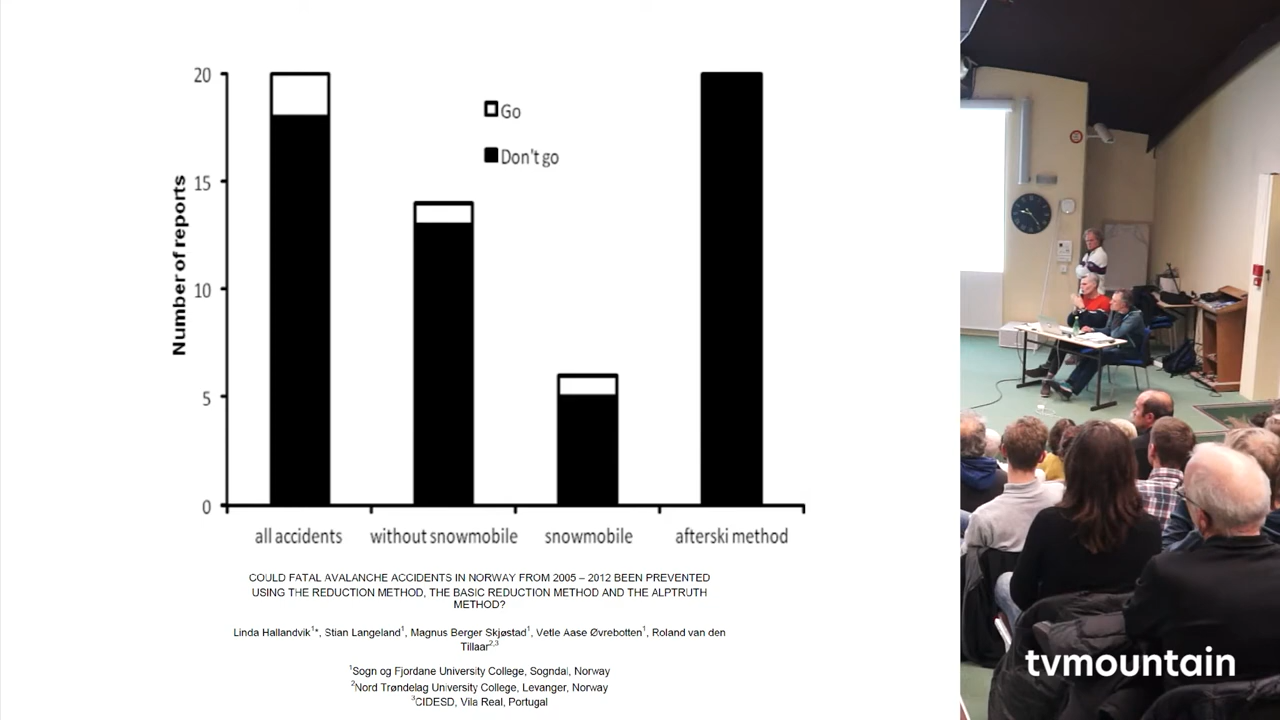 20
15
10
5
0
Number of reports
Go
Don't go
all accidents
without snowmobile
snowmobile
afterski method
COULD FATAL AVALANCHE ACCIDENTS IN NORWAY FROM 2005 – 2012 BEEN PREVENTED
USING THE REDUCTION METHOD, THE BASIC REDUCTION METHOD AND THE ALPTRUTH
METHOD?
Linda Hallandvik¹*, Stian Langeland¹, Magnus Berger Skjøstad¹, Vetle Aase Øvrebotten¹, Roland van den
Tillaar²,³
¹Sogn og Fjordane University College, Sogndal, Norway
²Nord Trøndelag University College, Levanger, Norway
³CIDESD, Vila Real, Portugal
tvmountain